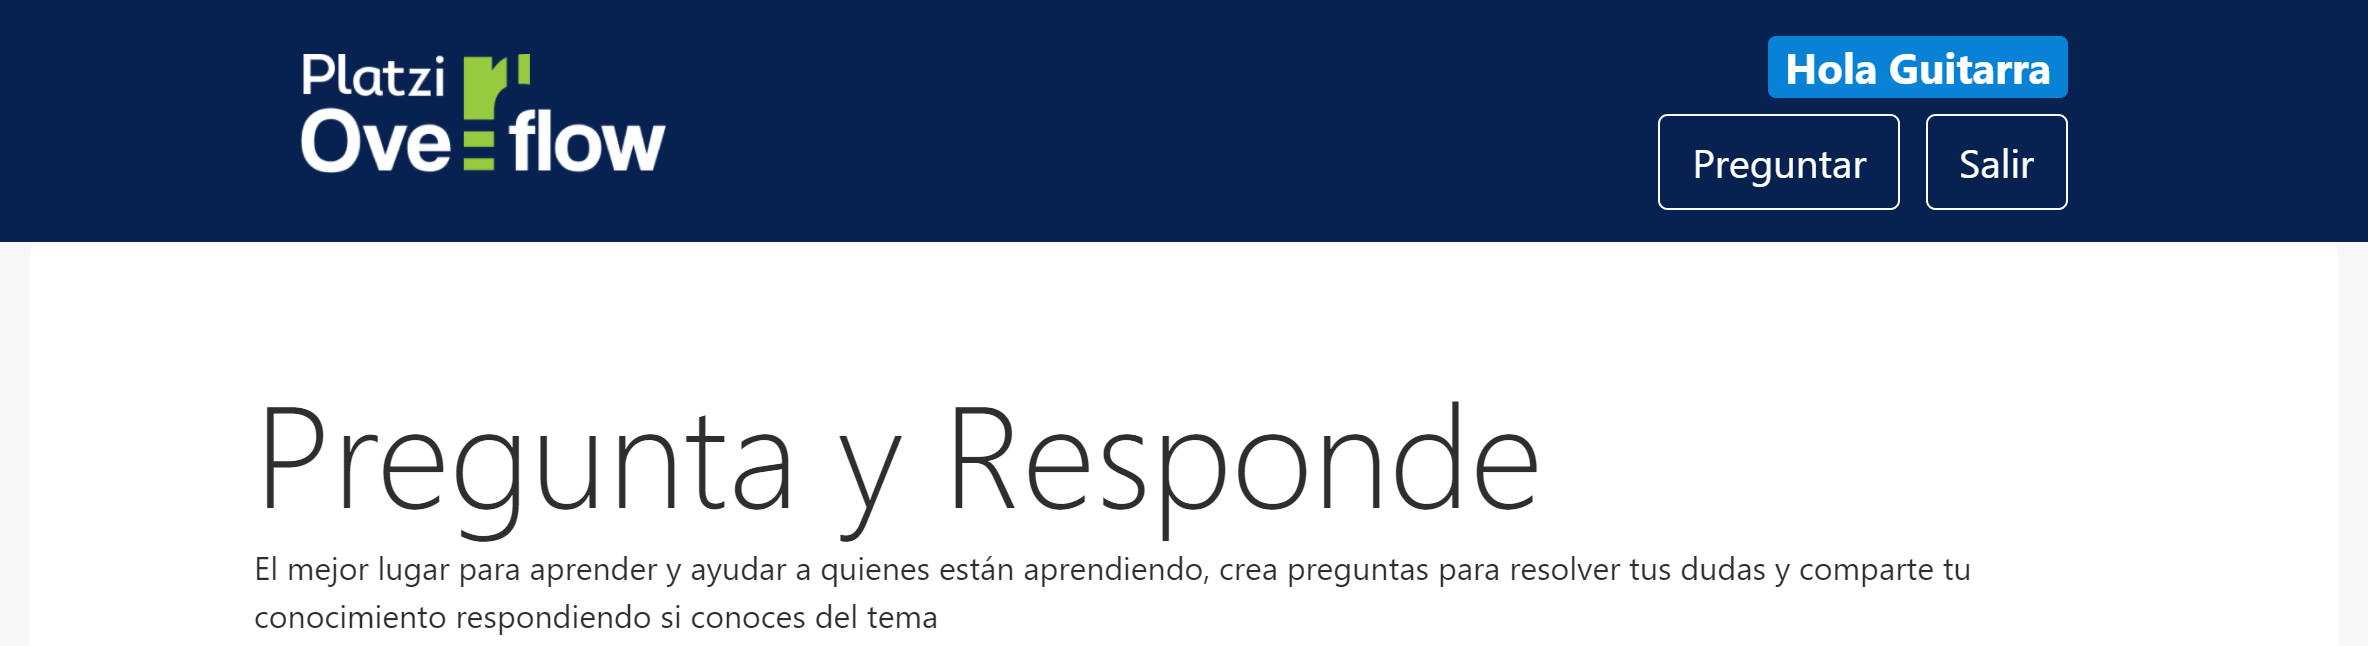 Platzi
Overflow
Hola Guitarra
Preguntar
Salir
Pregunta y Responde
El mejor lugar para aprender y ayudar a quienes están aprendiendo, crea preguntas para resolver tus dudas y comparte tu
conocimiento respondiendo si conoces del tema